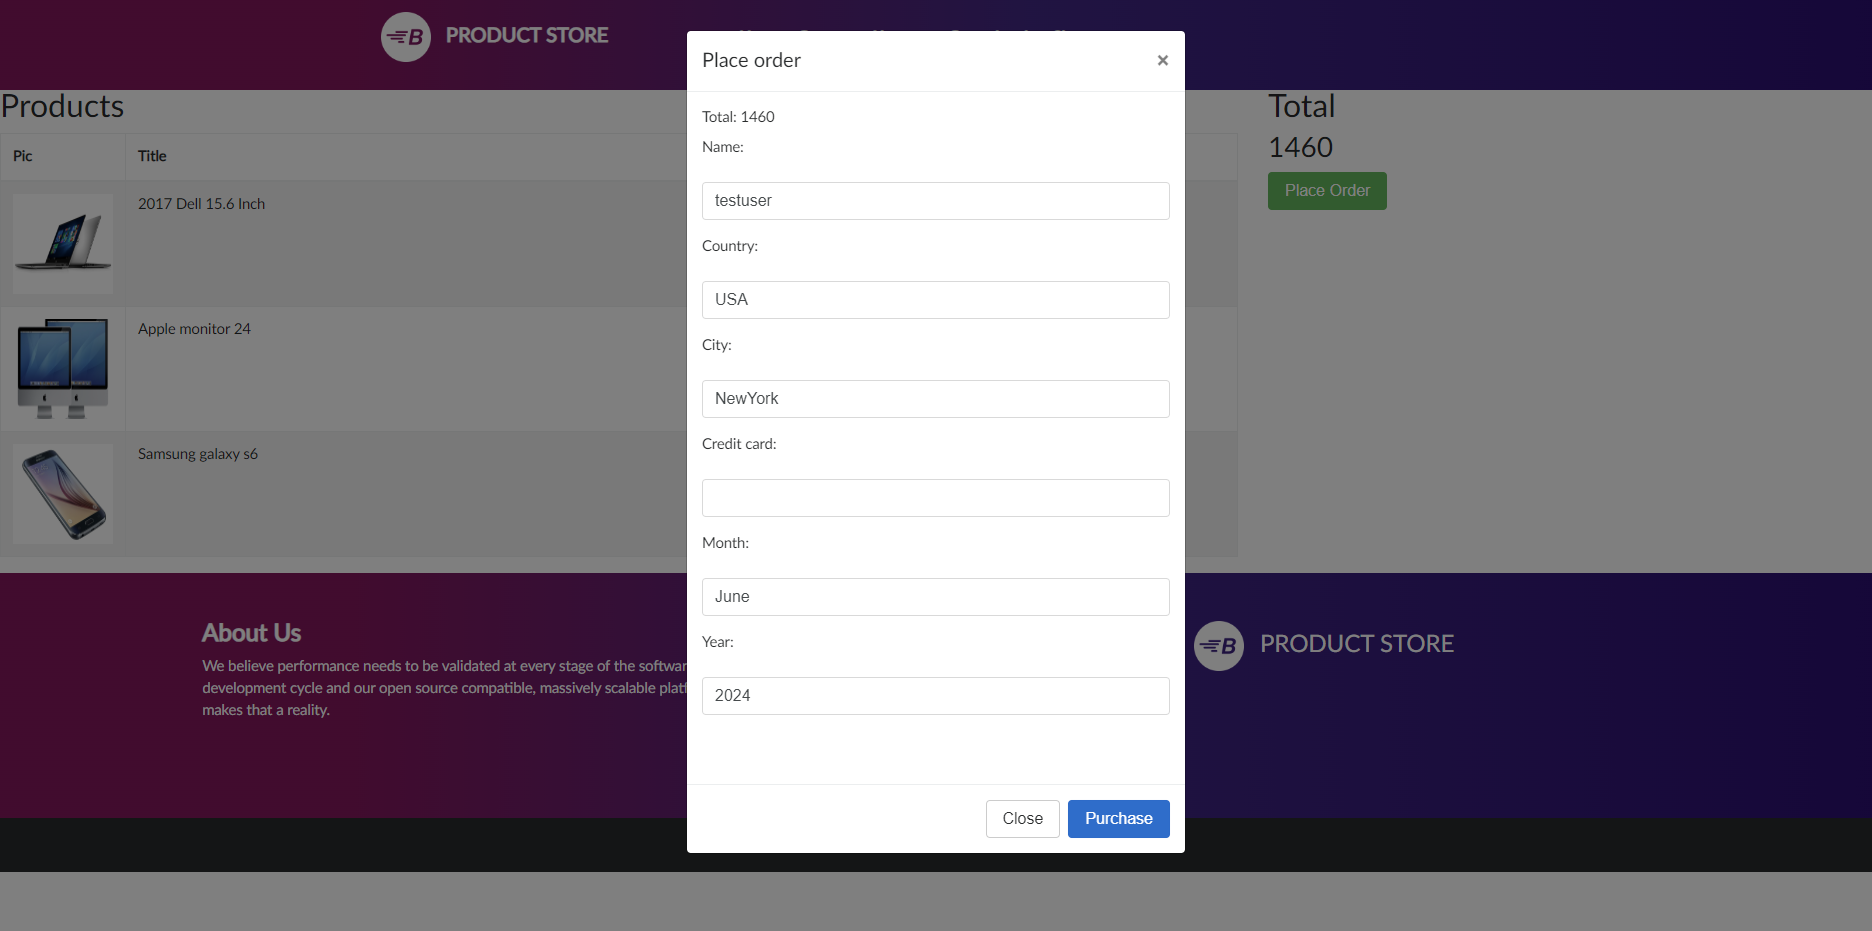 PRODUCT STORE
Place order
×
Products
Pic
Title
2017 Dell 15.6 Inch
Apple monitor 24
Samsung galaxy s6
Total: 1460
Name:
testuser
Country:
USA
City:
NewYork
Credit card:
Month:
June
Year:
2024
Close
Purchase
Total
1460
Place Order
About Us
We believe performance needs to be validated at every stage of the softwar
development cycle and our open source compatible, massively scalable platf
makes that a reality.
B
PRODUCT STORE